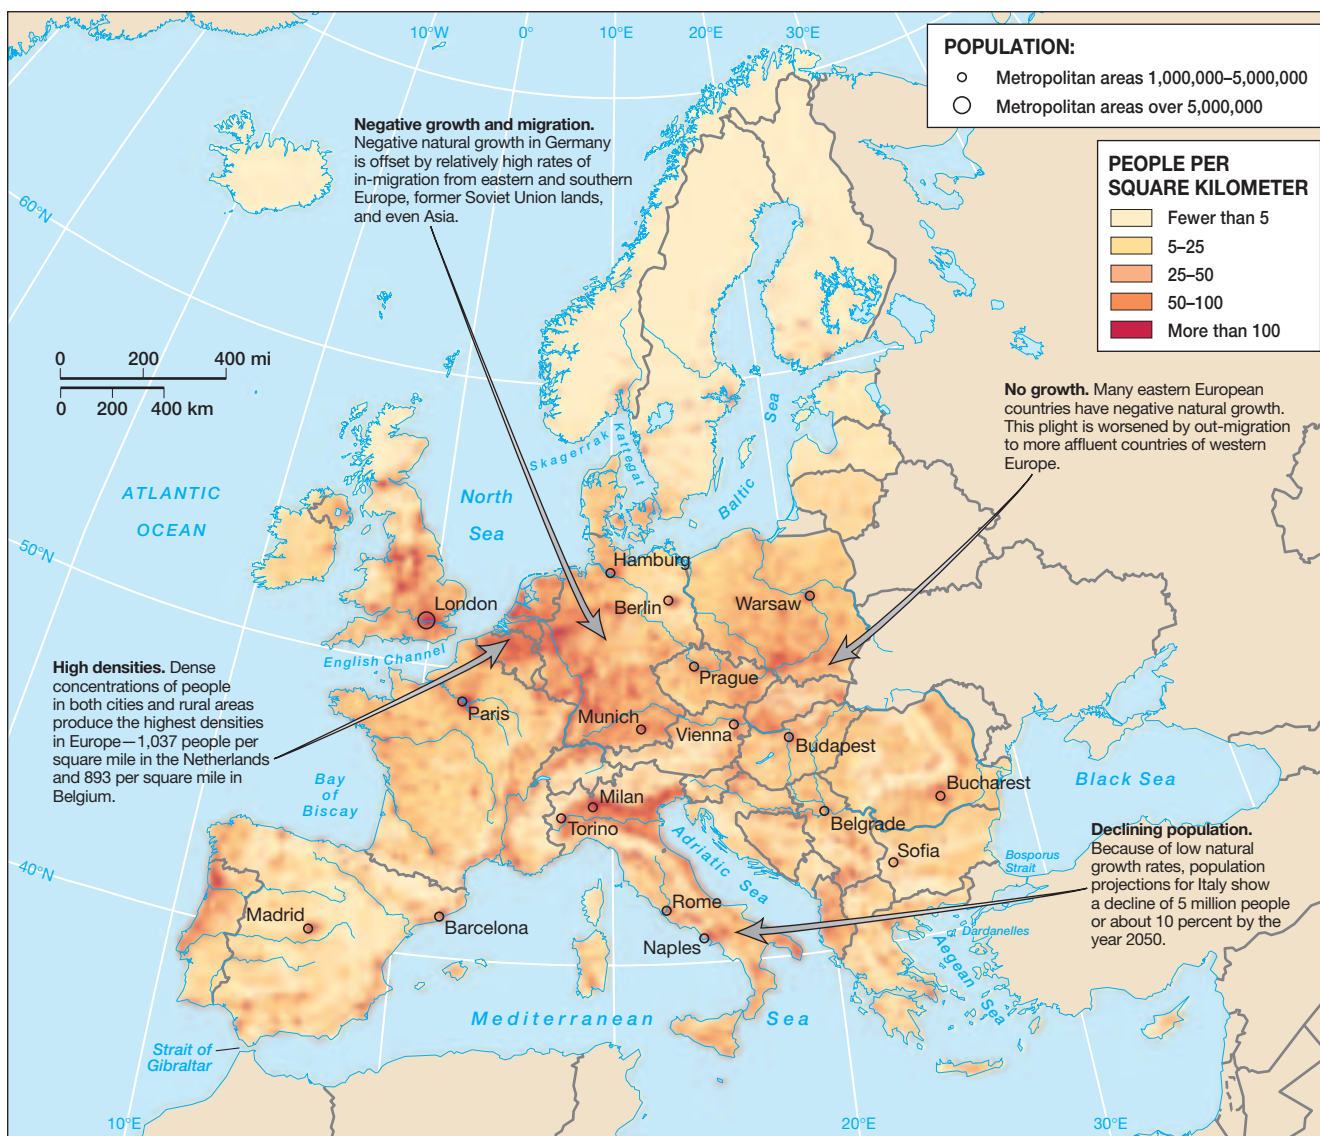 10°W
0°
10°E
20°E
30°E
POPULATION:
Metropolitan areas 1,000,000–5,000,000
Metropolitan areas over 5,000,000
PEOPLE PER
SQUARE KILOMETER
Fewer than 5
5–25
25–50
50–100
More than 100
Negative growth and migration.
Negative natural growth in Germany
is offset by relatively high rates of
in-migration from eastern and southern
Europe, former Soviet Union lands,
and even Asia.
60°N
0 200 400 mi
0 200 400 km
No growth. Many eastern European
countries have negative natural growth.
This plight is worsened by out-migration
to more affluent countries of western
Europe.
ATLANTIC
OCEAN
North
Sea
Skagerrak
Kattegat
Baltic
Sea
50°N
Hamburg
Berlin
Warsaw
London
English Channel
High densities. Dense
concentrations of people
in both cities and rural areas
produce the highest densities
in Europe—1,037 people per
square mile in the Netherlands
and 893 per square mile in
Belgium.
Prague
Paris
Munich
Vienna
Budapest
Bay
of
Biscay
Black Sea
Bucharest
Milan
Torino
Belgrade
Adriatic Sea
Sofia
Bosporus
Strait
Declining population.
Because of low natural
growth rates, population
projections for Italy show
a decline of 5 million people
or about 10 percent by the
year 2050.
40°N
Madrid
Barcelona
Rome
Naples
Dardanelles
Aegean Sea
Mediterranean Sea
Strait of
Gibraltar
10°E
20°E
30°E